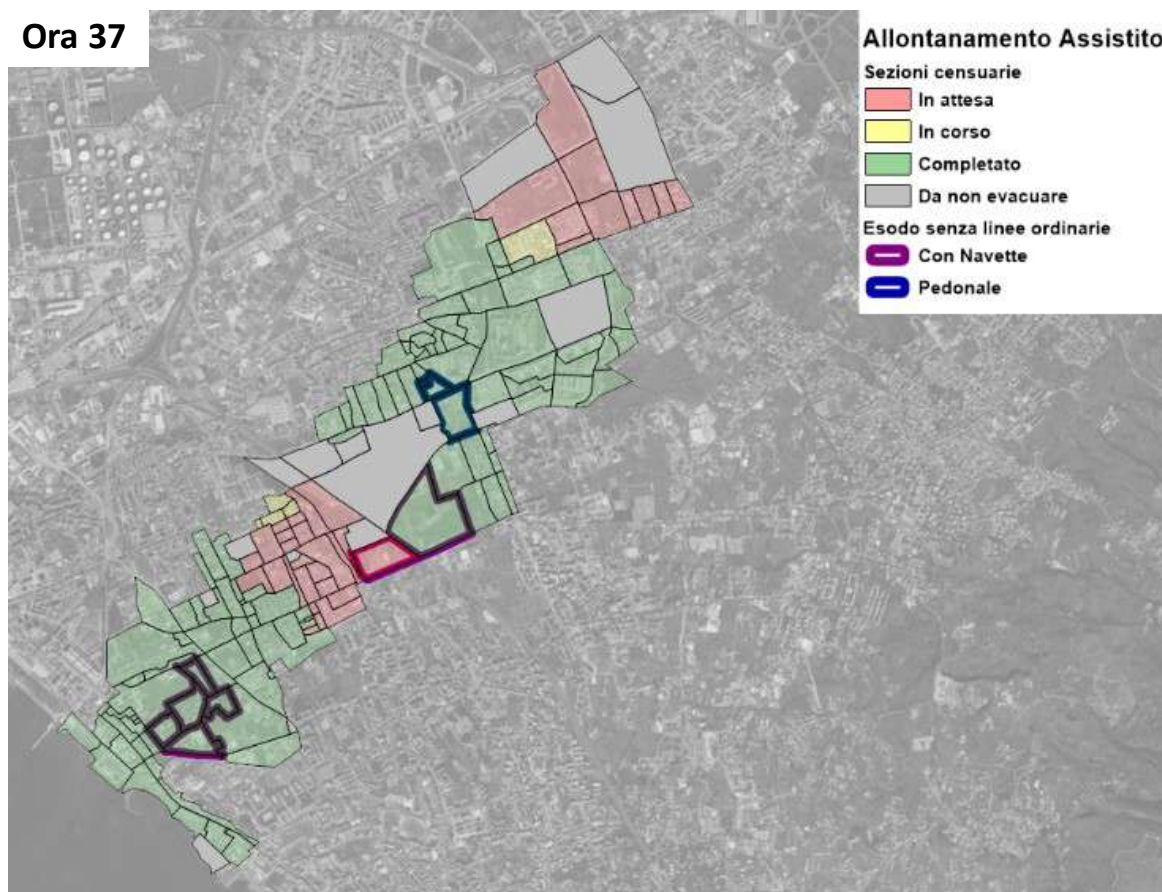 Ora 37
Allontanamento Assistito
Sezioni censuarie
In attesa
In corso
Completato
Da non evacuare
Esodo senza linee ordinarie
Con Navette
Pedonale